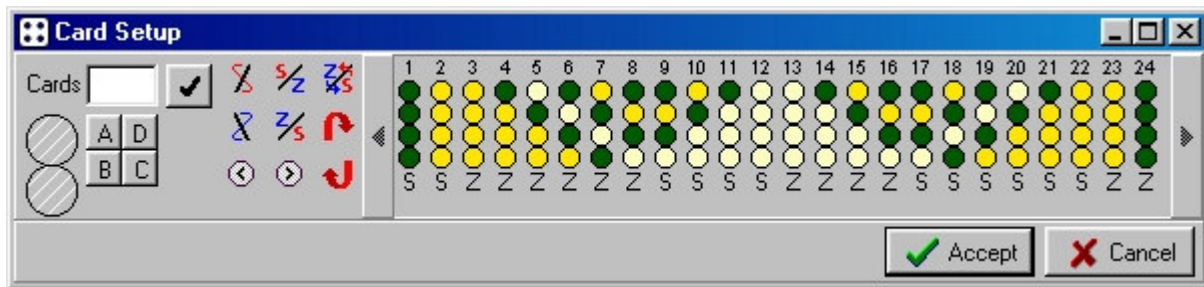 Card Setup
Cards
A D
B C
S/Z Z S
Z/S
1 2 3 4 5 6 7 8 9 10 11 12 13 14 15 16 17 18 19 20 21 22 23 24
S S Z Z Z Z Z Z S S S S Z Z Z Z S S S S S S Z Z
Accept Cancel